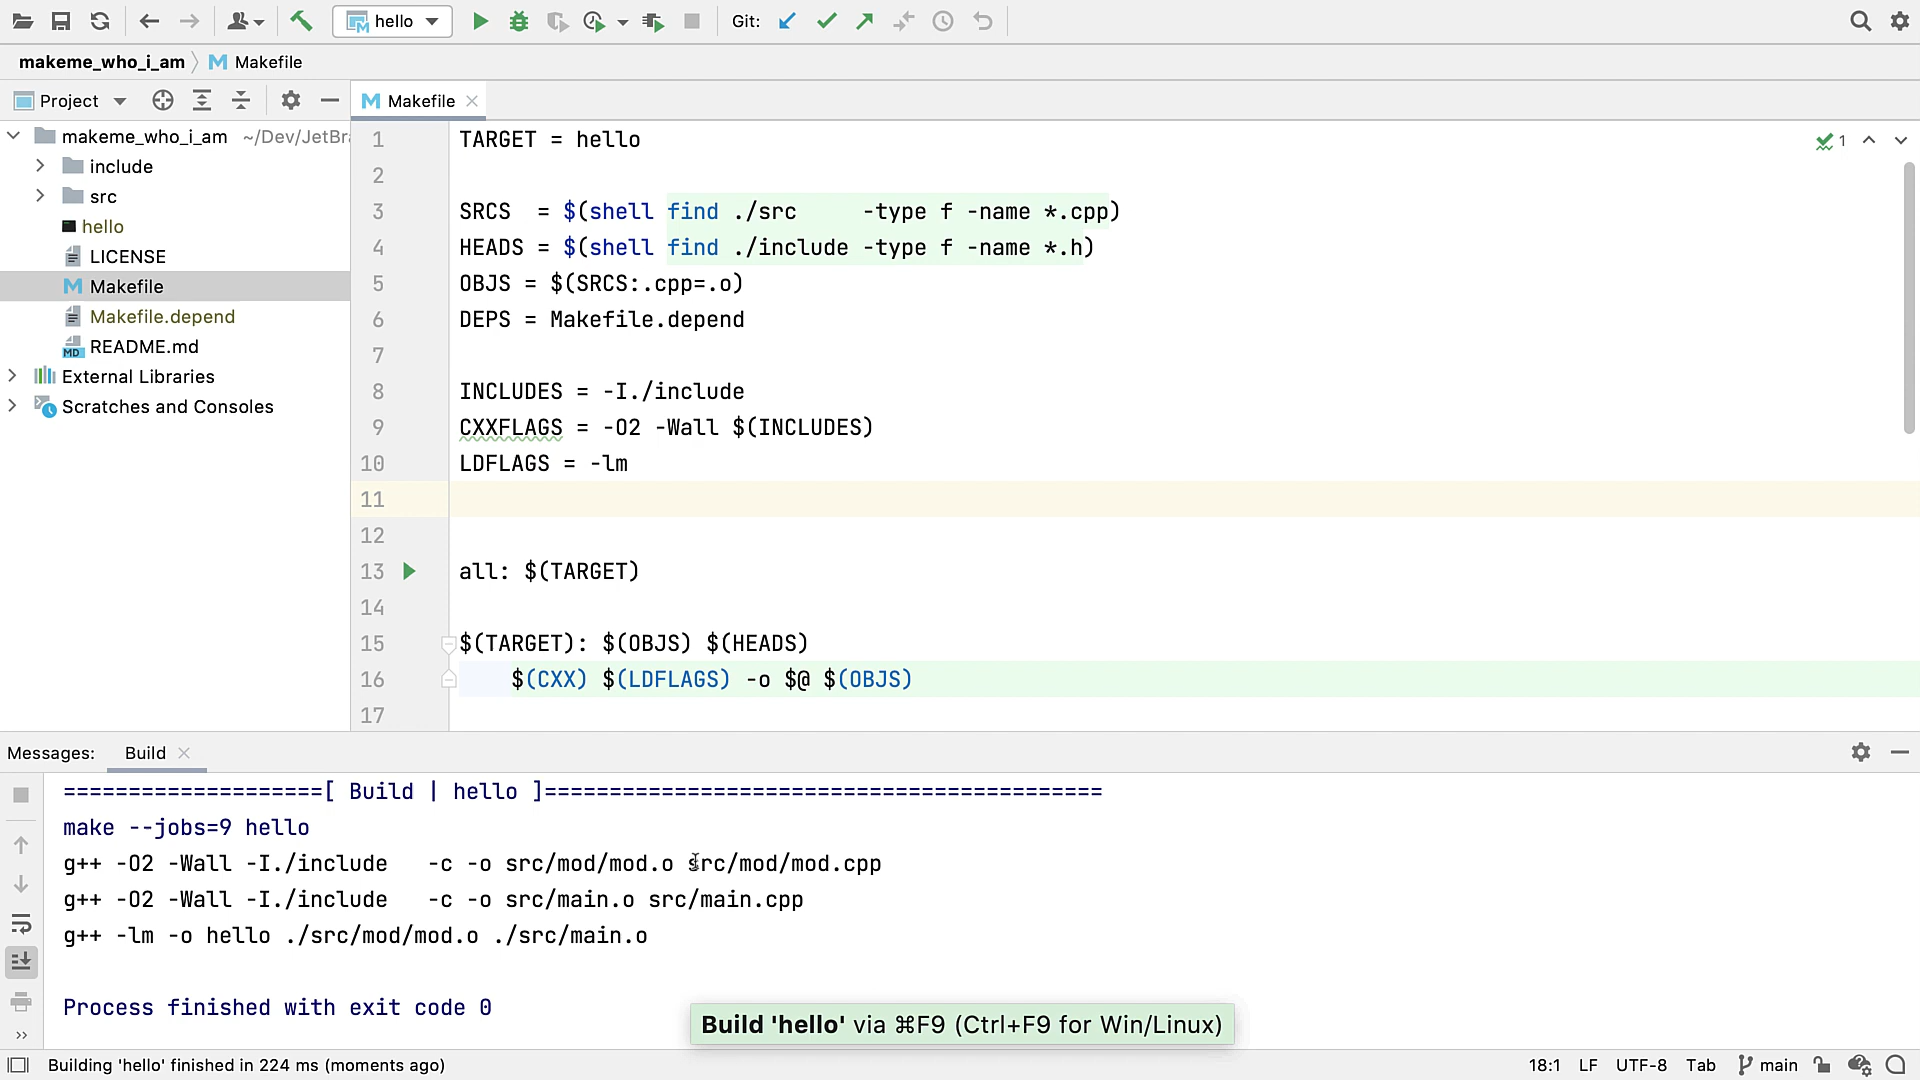 hello
Git:
makeme_who_i_am
Makefile
Project
Makefile
makeme_who_i_am ~/Dev/JetBra
include
src
hello
LICENSE
Makefile
Makefile.depend
README.md
External Libraries
Scratches and Consoles
1 TARGET = hello
2
3 SRCS  = $(shell find ./src     -type f -name *.cpp)
4 HEADS = $(shell find ./include -type f -name *.h)
5 OBJS = $(SRCS:.cpp=.o)
6 DEPS = Makefile.depend
7
8 INCLUDES = -I./include
9 CXXFLAGS = -O2 -Wall $(INCLUDES)
10 LDFLAGS = -lm
11
12
13 all: $(TARGET)
14
15 $(TARGET): $(OBJS) $(HEADS)
16     $(CXX) $(LDFLAGS) -o $@ $(OBJS)
17
1
Messages: Build
====================[ Build | hello ]===========================================
make --jobs=9 hello
g++ -O2 -Wall -I./include   -c -o src/mod/mod.o src/mod/mod.cpp
g++ -O2 -Wall -I./include   -c -o src/main.o src/main.cpp
g++ -lm -o hello ./src/mod/mod.o ./src/main.o
Process finished with exit code 0
Build 'hello' via ⌘F9 (Ctrl+F9 for Win/Linux)
Building 'hello' finished in 224 ms (moments ago)
18:1 LF UTF-8 Tab main